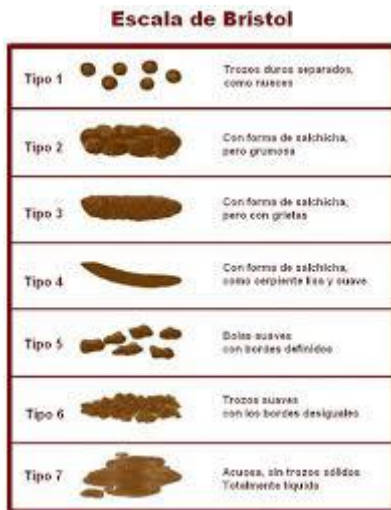 Escala de Bristol
Tipo 1
Trozos duros separados,
como nueces
Tipo 2
Con forma de salchicha,
pero grumosa
Tipo 3
Con forma de salchicha,
pero con grietas
Tipo 4
Con forma de salchicha,
como serpiente lisa y suave
Tipo 5
Bolas suaves
con bordes definidos
Tipo 6
Trozos suaves
con los bordes desiguales
Tipo 7
Acuosa, sin trozos sólidos
Totalmente líquida